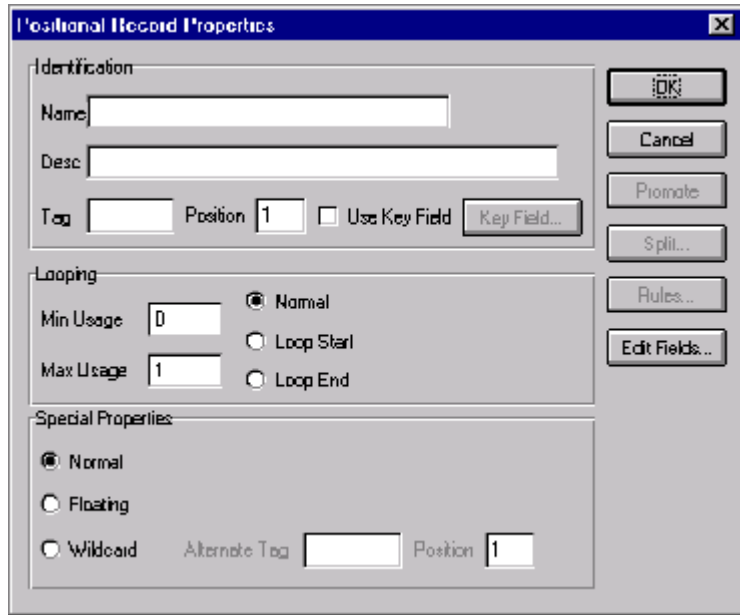 Positional Record Properties
Identification
Name
Desc
Tag Position 1 Use Key Field Key Field...
Looping
Min Usage 0 Normal
Loop Start
Max Usage 1
Loop End
Special Properties
Normal
Floating
Wildcard Alternate Tag Position 1
OK
Cancel
Promote
Split...
Rules...
Edit Fields...